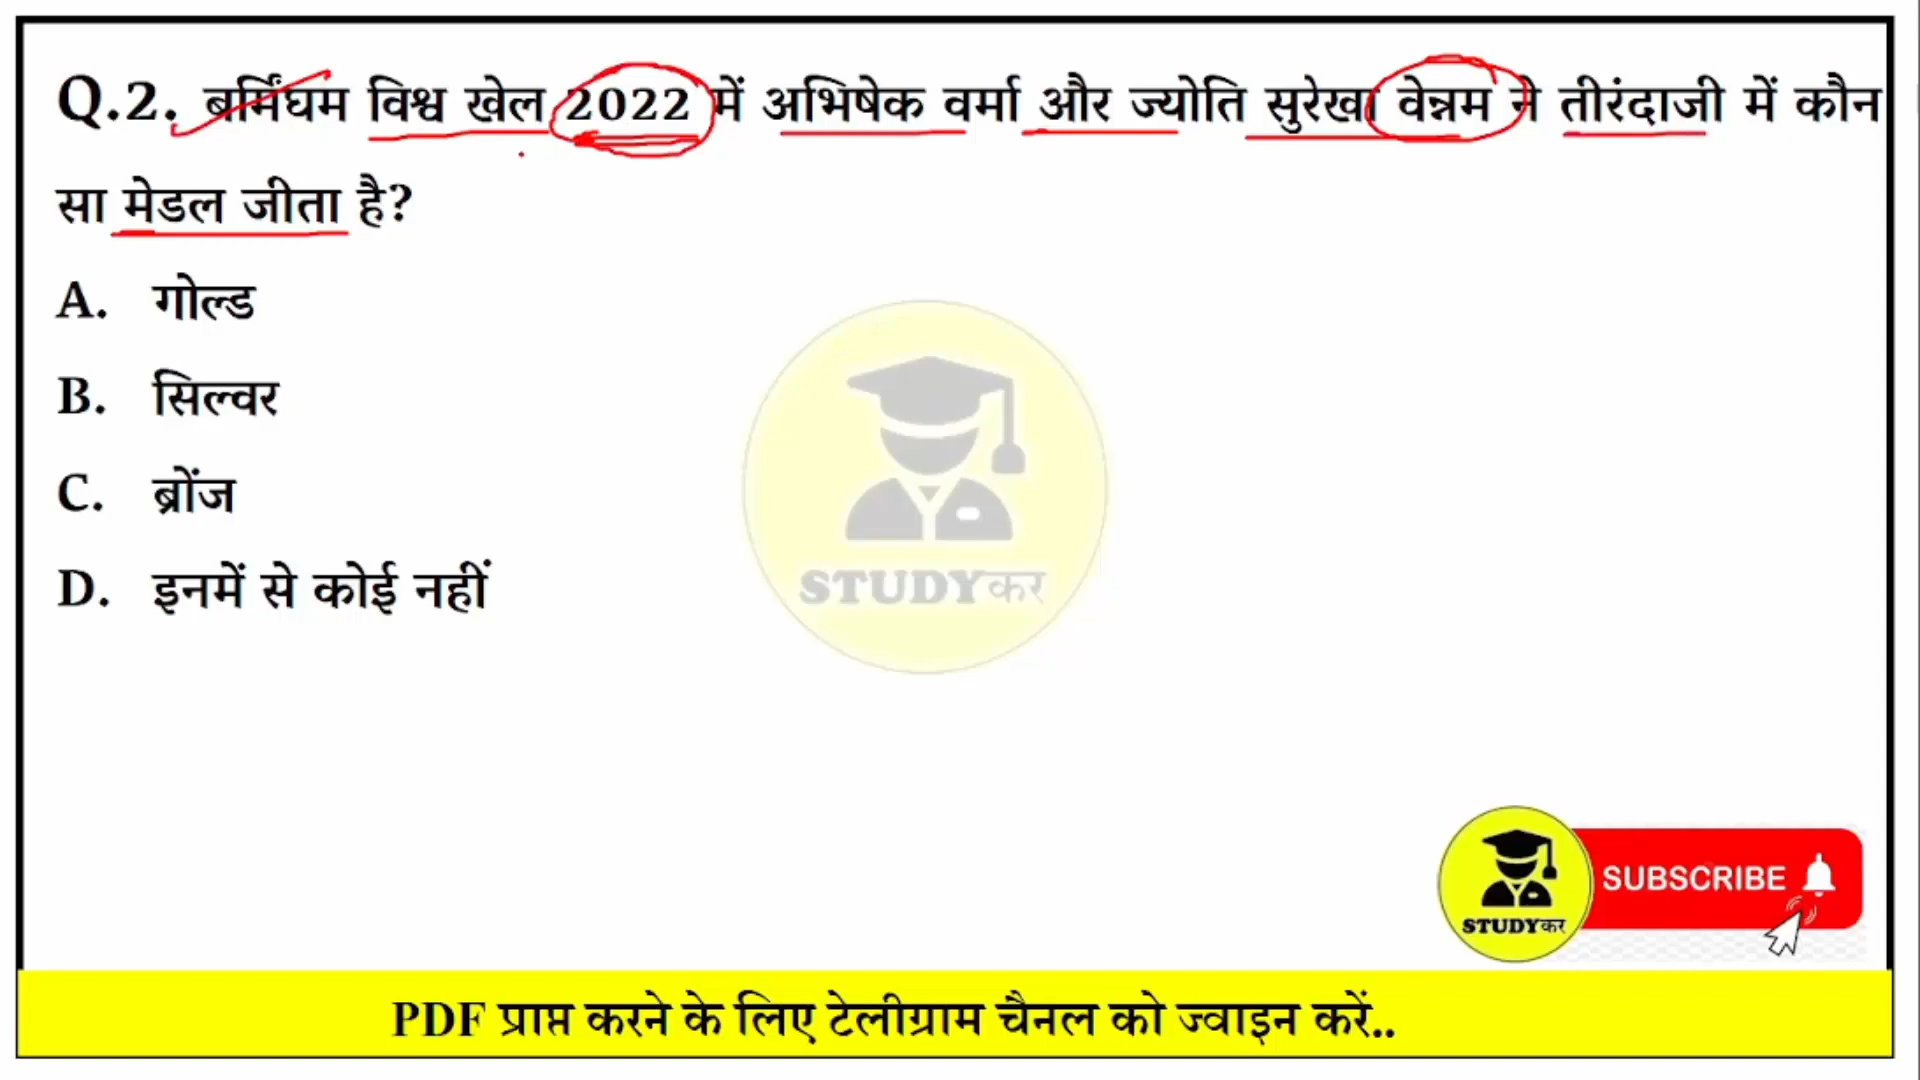 Q.2. बर्मिंघम विश्व खेल 2022 में अभिषेक वर्मा और ज्योति सुरेखा वेन्नम ने तीरंदाजी में कौन
सा मेडल जीता है?
A. गोल्ड
B. सिल्वर
C. ब्रोंज
D. इनमें से कोई नहीं
STUDYकर
SUBSCRIBE
STUDYकर
PDF प्राप्त करने के लिए टेलीग्राम चैनल को ज्वाइन करें..